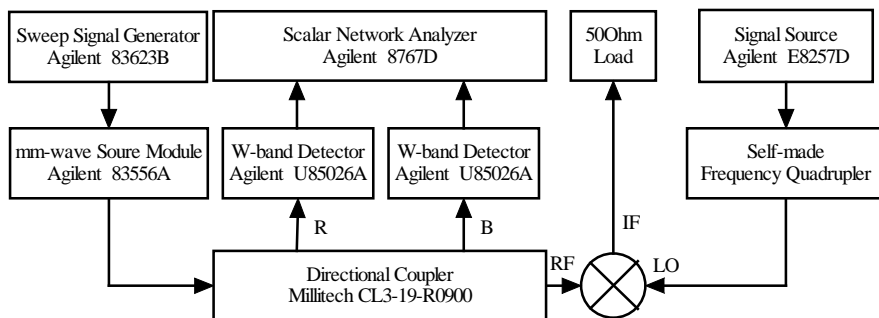 Sweep Signal Generator
Agilent 83623B
Scalar Network Analyzer
Agilent 8767D
50Ohm
Load
Signal Source
Agilent E8257D
mm-wave Soure Module
Agilent 83556A
W-band Detector
Agilent U85026A
W-band Detector
Agilent U85026A
Self-made
Frequency Quadrupler
R
B
IF
RF
LO
Directional Coupler
Millitech CL3-19-R0900